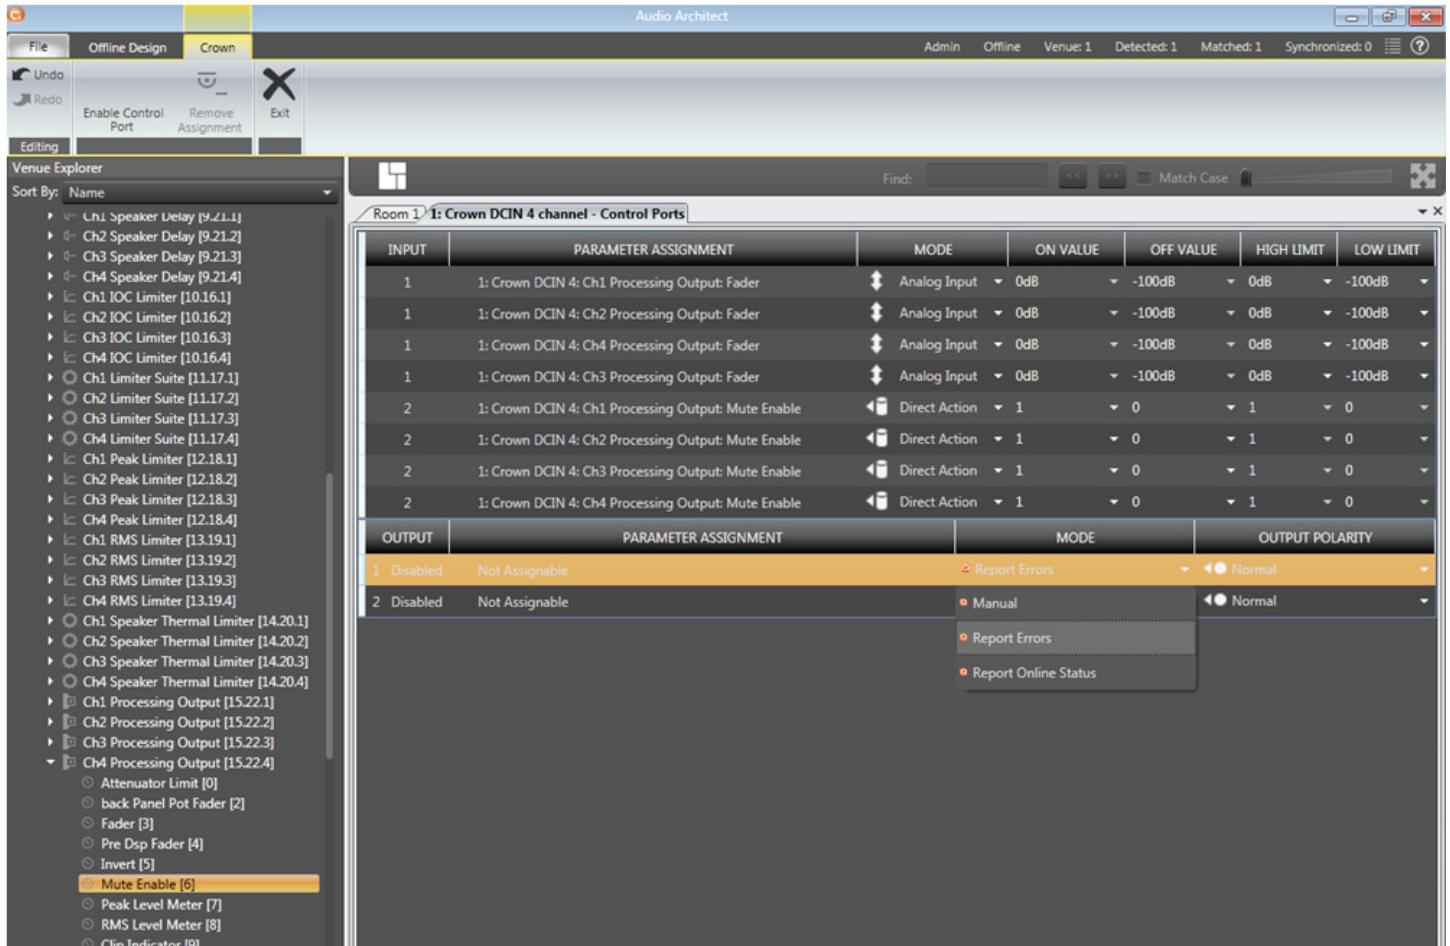 Audio Architect
File Offline Design Crown Admin Offline Venue: 1 Detected: 1 Matched: 1 Synchronized: 0
Undo
Redo
Enable Control Port
Remove Assignment
Exit
Editing
Venue Explorer
Sort By: Name
Find: << >> Match Case
Ch1 Speaker Delay [9.21.1]
Ch2 Speaker Delay [9.21.2]
Ch3 Speaker Delay [9.21.3]
Ch4 Speaker Delay [9.21.4]
Ch1 IOC Limiter [10.16.1]
Ch2 IOC Limiter [10.16.2]
Ch3 IOC Limiter [10.16.3]
Ch4 IOC Limiter [10.16.4]
Ch1 Limiter Suite [11.17.1]
Ch2 Limiter Suite [11.17.2]
Ch3 Limiter Suite [11.17.3]
Ch4 Limiter Suite [11.17.4]
Ch1 Peak Limiter [12.18.1]
Ch2 Peak Limiter [12.18.2]
Ch3 Peak Limiter [12.18.3]
Ch4 Peak Limiter [12.18.4]
Ch1 RMS Limiter [13.19.1]
Ch2 RMS Limiter [13.19.2]
Ch3 RMS Limiter [13.19.3]
Ch4 RMS Limiter [13.19.4]
Ch1 Speaker Thermal Limiter [14.20.1]
Ch2 Speaker Thermal Limiter [14.20.2]
Ch3 Speaker Thermal Limiter [14.20.3]
Ch4 Speaker Thermal Limiter [14.20.4]
Ch1 Processing Output [15.22.1]
Ch2 Processing Output [15.22.2]
Ch3 Processing Output [15.22.3]
Ch4 Processing Output [15.22.4]
Attenuator Limit [0]
back Panel Pot Fader [2]
Fader [3]
Pre Dsp Fader [4]
Invert [5]
Mute Enable [6]
Peak Level Meter [7]
RMS Level Meter [8]
Clip Indicator [9]
Room 1 1: Crown DCIN 4 channel - Control Ports
INPUT PARAMETER ASSIGNMENT MODE ON VALUE OFF VALUE HIGH LIMIT LOW LIMIT
1 1: Crown DCIN 4: Ch1 Processing Output: Fader Analog Input 0dB -100dB 0dB -100dB
1 1: Crown DCIN 4: Ch2 Processing Output: Fader Analog Input 0dB -100dB 0dB -100dB
1 1: Crown DCIN 4: Ch4 Processing Output: Fader Analog Input 0dB -100dB 0dB -100dB
1 1: Crown DCIN 4: Ch3 Processing Output: Fader Analog Input 0dB -100dB 0dB -100dB
2 1: Crown DCIN 4: Ch1 Processing Output: Mute Enable Direct Action 1 0 1 0
2 1: Crown DCIN 4: Ch2 Processing Output: Mute Enable Direct Action 1 0 1 0
2 1: Crown DCIN 4: Ch3 Processing Output: Mute Enable Direct Action 1 0 1 0
2 1: Crown DCIN 4: Ch4 Processing Output: Mute Enable Direct Action 1 0 1 0
OUTPUT PARAMETER ASSIGNMENT MODE OUTPUT POLARITY
1 Disabled Not Assignable Report Errors Normal
2 Disabled Not Assignable Manual Normal
Report Errors
Report Online Status